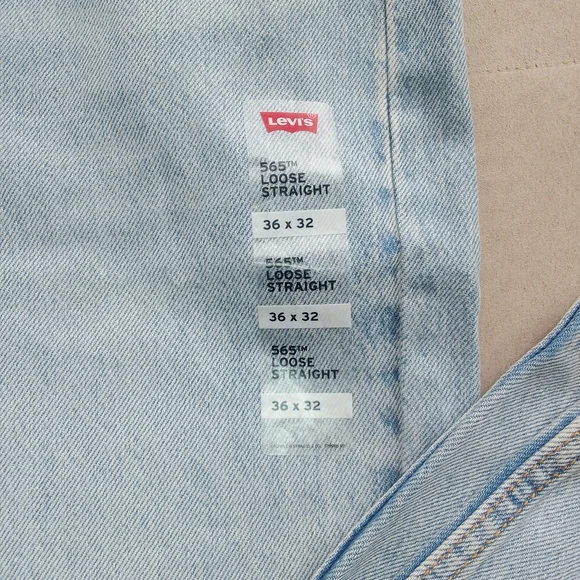 Levi's
565™
LOOSE
STRAIGHT
36 x 32
565™
LOOSE
STRAIGHT
36 x 32
565™
LOOSE
STRAIGHT
36 x 32